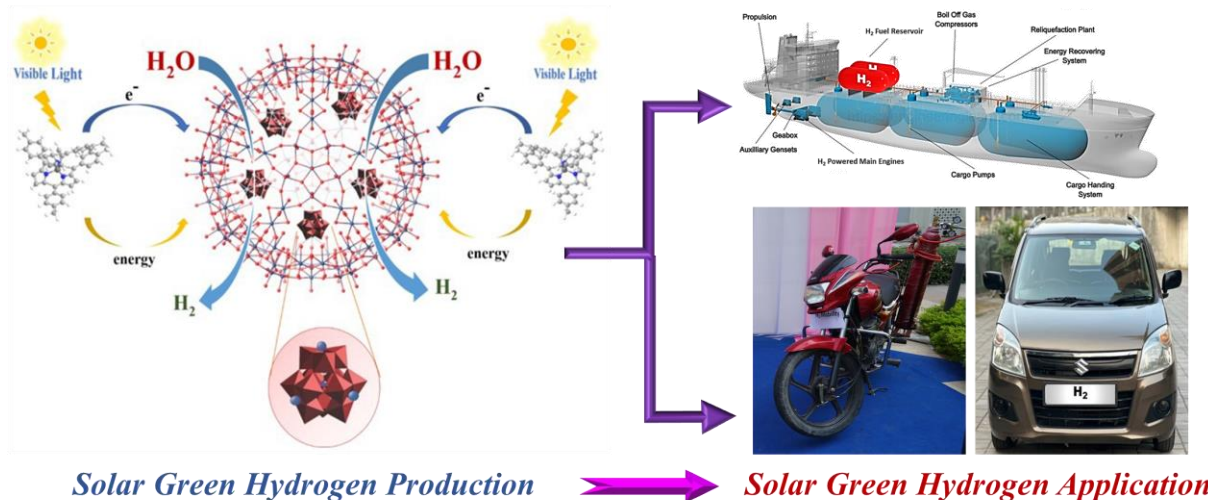 Visible Light
H2O
e-
energy
H2
H2O
Visible Light
e-
energy
H2
Propulsion
H2 Fuel Reservoir
Boil Off Gas
Compressors
Reliquefaction Plant
Energy Recovering
System
H2
Geabox
Auxilliary Gensets
H2 Powered Main Engines
Cargo Pumps
Cargo Handing
System
H2
Solar Green Hydrogen Production
Solar Green Hydrogen Application